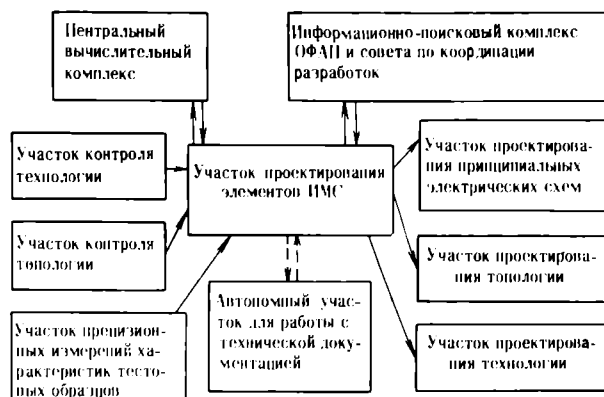 Центральный
вычислительный
комплекс
Информационно-поисковый комплекс
ОФАП и совета по координации
разработок
Участок контроля
технологии
Участок проектирования
элементов ИМС
Участок проектирова-
ния принципиальных
электрических схем
Участок контроля
топологии
Участок проектирова-
ния топологии
Участок прецизион-
ных измерений ха-
рактеристик тесто-
вых образцов
Автономный учас-
ток для работы с
технической доку-
ментацией
Участок проектирова-
ния технологии